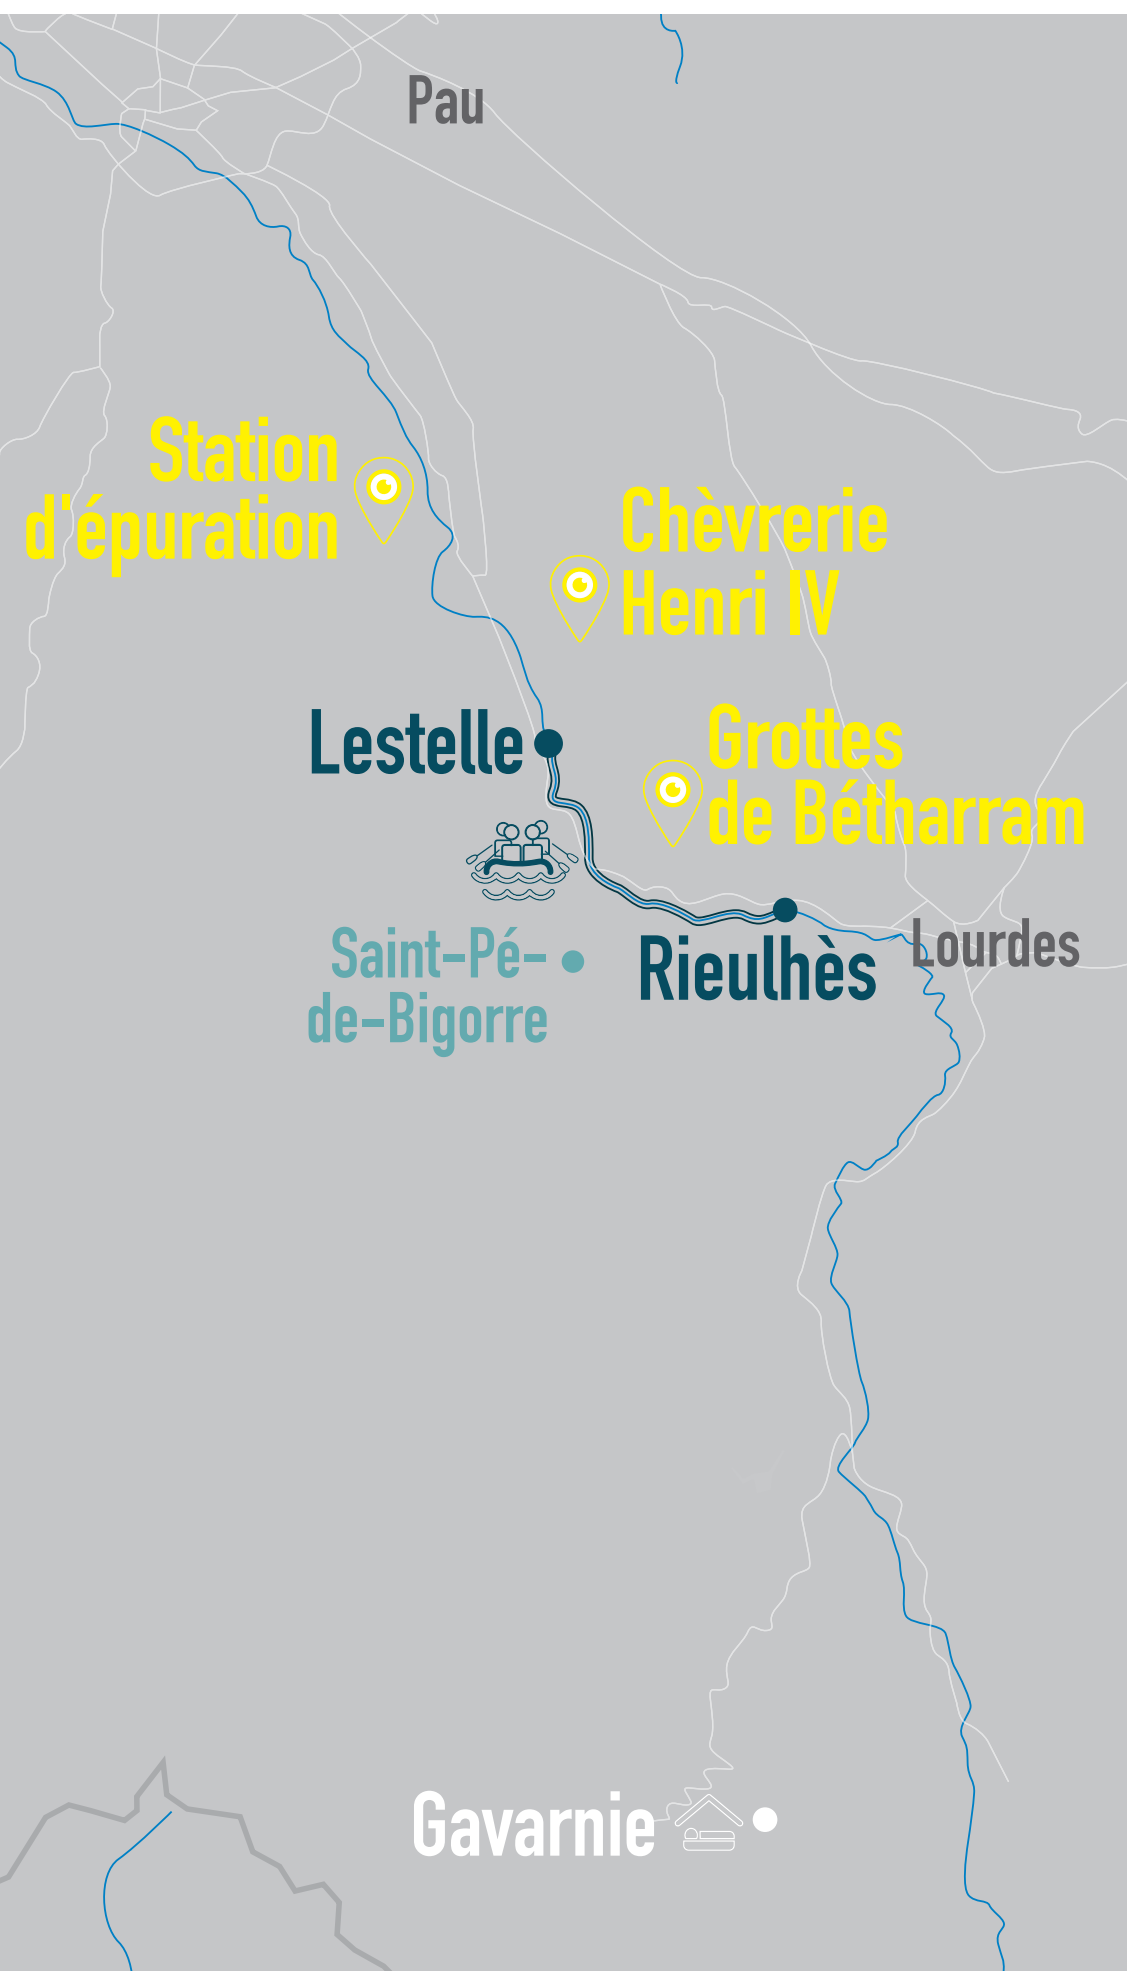 Pau
Station
d'épuration
Chèvrerie
Henri IV
Lestelle
Grottes
de Bétharram
Saint-Pé-
de-Bigorre
Rieulhès
Lourdes
Gavarnie